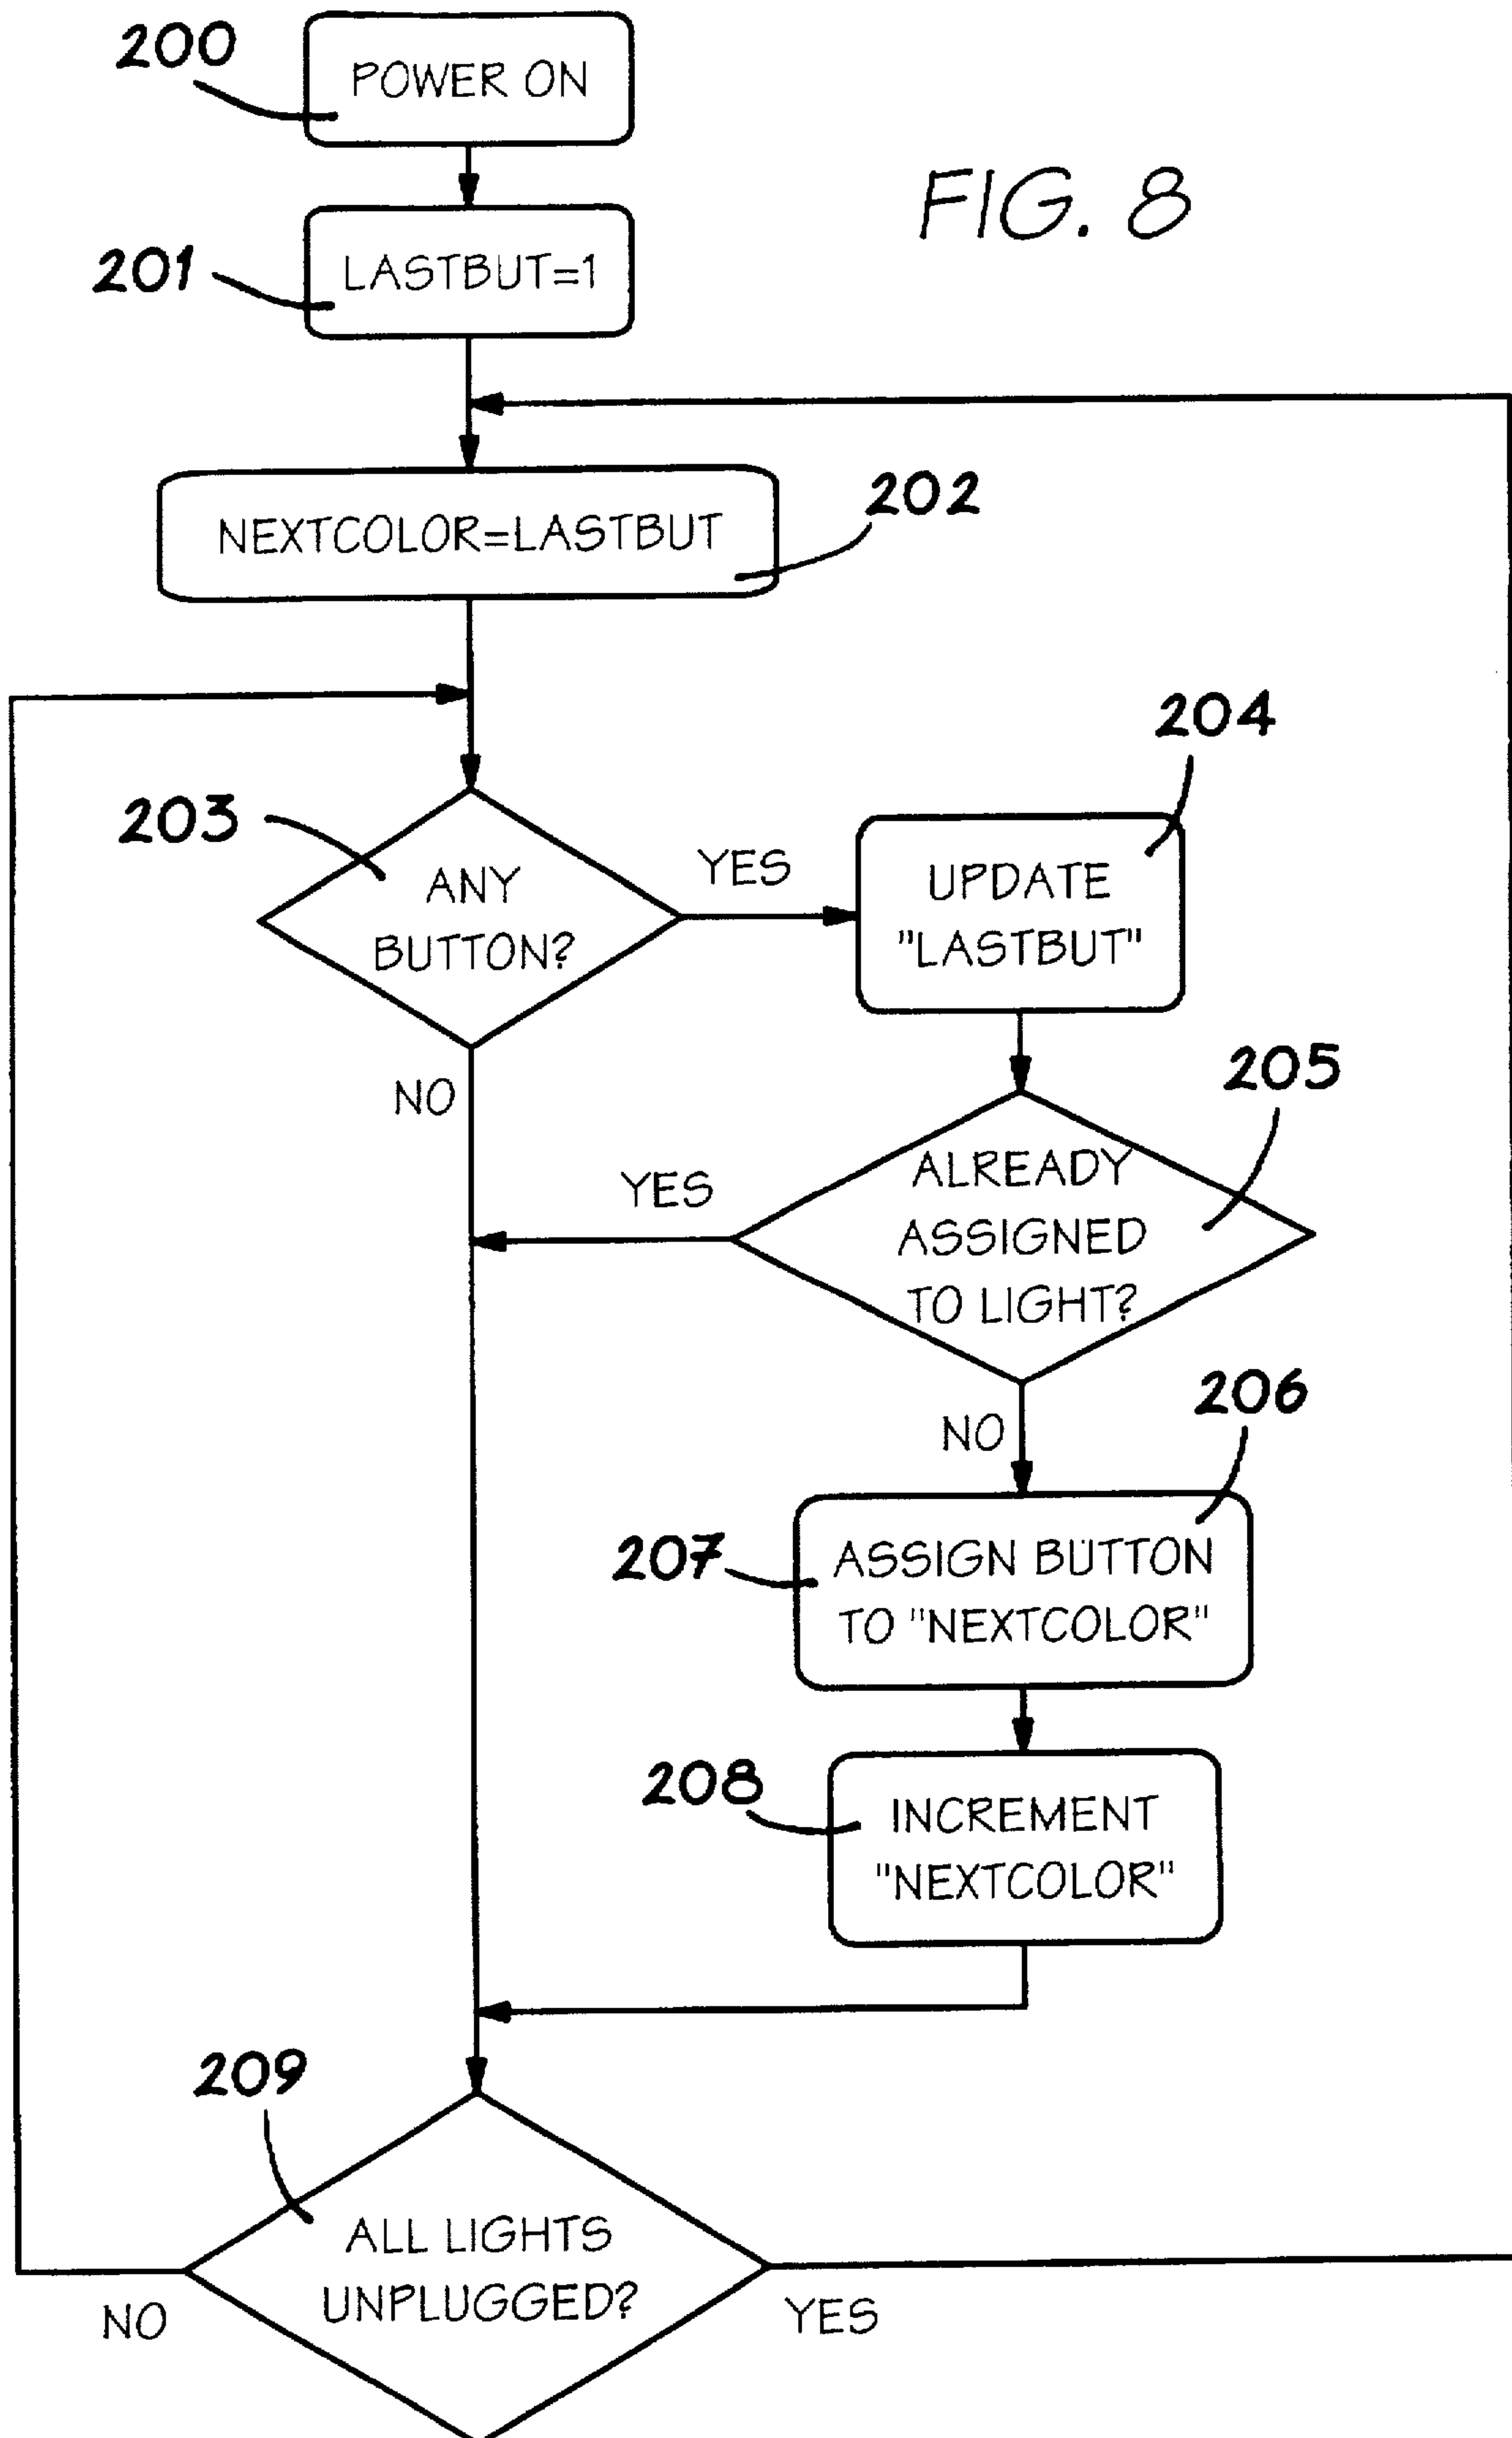 200
POWER ON
FIG. 8
201
LASTBUT=1
202
NEXTCOLOR=LASTBUT
204
203
ANY
BUTTON?
YES
UPDATE
"LASTBUT"
NO
205
YES
ALREADY
ASSIGNED
TO LIGHT?
206
NO
207
ASSIGN BUTTON
TO "NEXTCOLOR"
208
INCREMENT
"NEXTCOLOR"
209
ALL LIGHTS
UNPLUGGED?
NO
YES